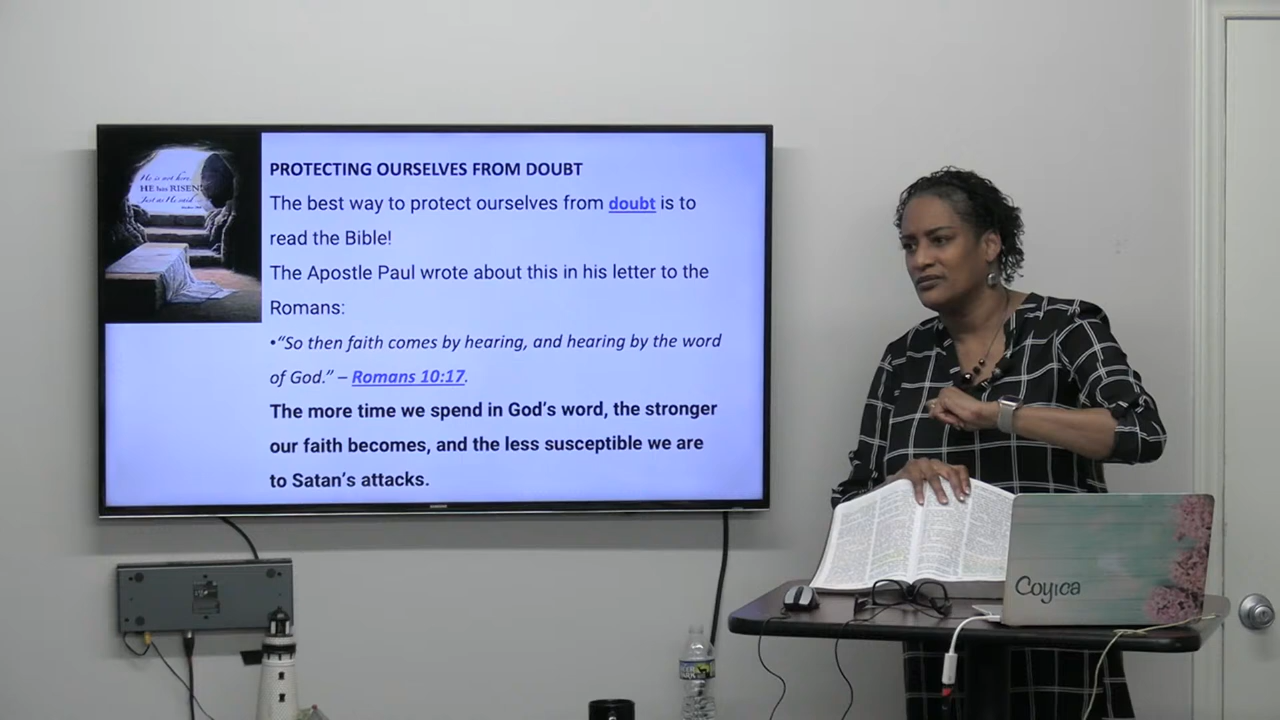 He is not here...
HE has RISEN!
Just as He said...
PROTECTING OURSELVES FROM DOUBT
The best way to protect ourselves from doubt is to
read the Bible!
The Apostle Paul wrote about this in his letter to the
Romans:
•“So then faith comes by hearing, and hearing by the word
of God.” – Romans 10:17.
The more time we spend in God’s word, the stronger
our faith becomes, and the less susceptible we are
to Satan’s attacks.
SAMSUNG
Coyica